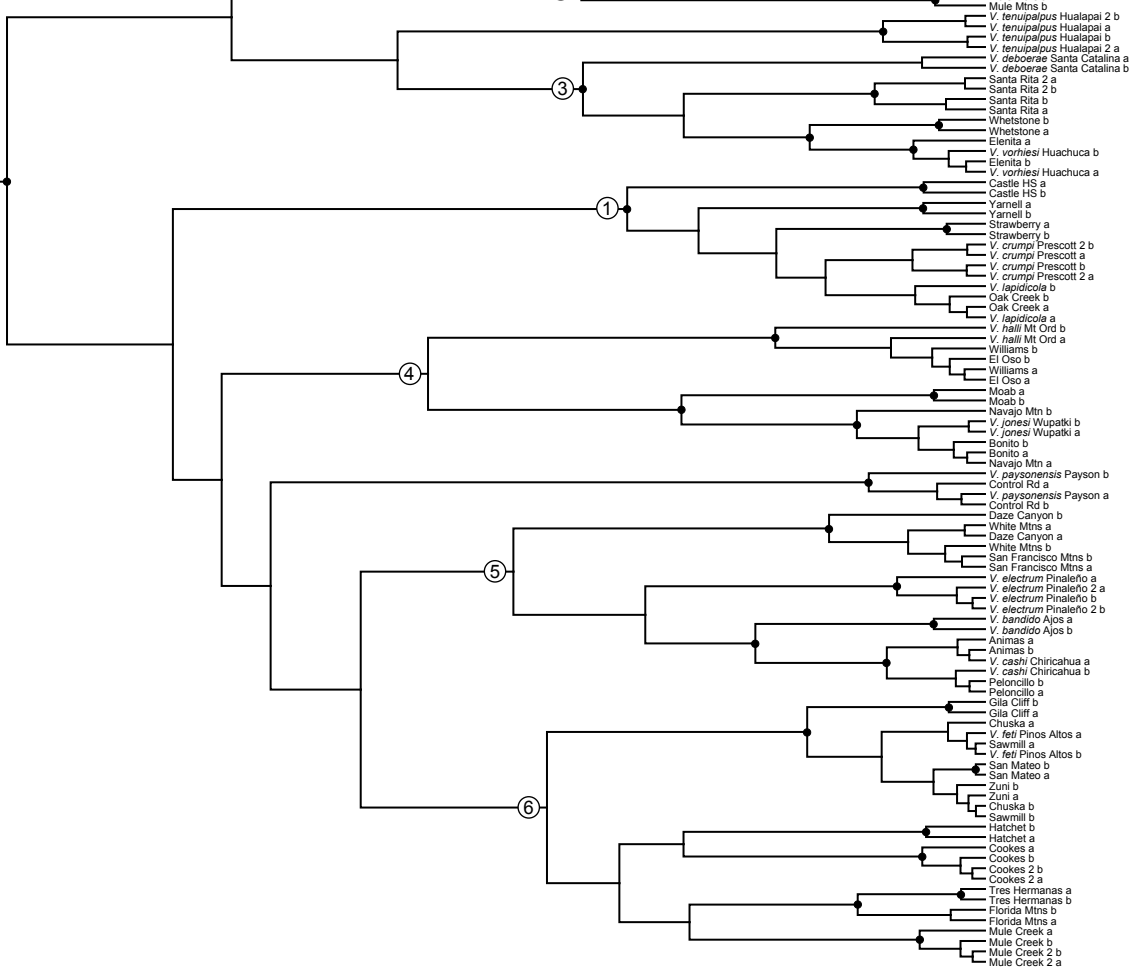 Mule Mtns b
V. tenuipalpus Hualapai 2 b
V. tenuipalpus Hualapai a
V. tenuipalpus Hualapai b
V. tenuipalpus Hualapai 2 a
V. deboerae Santa Catalina a
V. deboerae Santa Catalina b
3
Santa Rita 2 a
Santa Rita 2 b
Santa Rita b
Santa Rita a
Whetstone b
Whetstone a
Elenita a
V. vorhiesi Huachuca b
Elenita b
V. vorhiesi Huachuca a
Castle HS a
Castle HS b
1
Yarnell a
Yarnell b
Strawberry a
Strawberry b
V. crumpi Prescott 2 b
V. crumpi Prescott a
V. crumpi Prescott b
V. crumpi Prescott 2 a
V. lapidicola b
Oak Creek b
Oak Creek a
V. lapidicola a
V. halli Mt Ord b
V. halli Mt Ord a
Williams b
El Oso b
4
Williams a
El Oso a
Moab a
Moab b
Navajo Mtn b
V. jonesi Wupatki b
V. jonesi Wupatki a
Bonito b
Bonito a
Navajo Mtn a
V. paysonensis Payson b
Control Rd a
V. paysonensis Payson a
Control Rd b
Daze Canyon b
White Mtns a
Daze Canyon a
White Mtns b
San Francisco Mtns b
San Francisco Mtns a
5
V. electrum Pinaleño a
V. electrum Pinaleño 2 a
V. electrum Pinaleño b
V. electrum Pinaleño 2 b
V. bandido Ajos a
V. bandido Ajos b
Animas a
Animas b
V. cashi Chiricahua a
V. cashi Chiricahua b
Peloncillo b
Peloncillo a
Gila Cliff b
Gila Cliff a
Chuska a
V. feti Pinos Altos a
Sawmill a
V. feti Pinos Altos b
San Mateo b
San Mateo a
Zuni b
Zuni a
Chuska b
6
Sawmill b
Hatchet b
Hatchet a
Cookes a
Cookes b
Cookes 2 b
Cookes 2 a
Tres Hermanas a
Tres Hermanas b
Florida Mtns b
Florida Mtns a
Mule Creek a
Mule Creek b
Mule Creek 2 b
Mule Creek 2 a